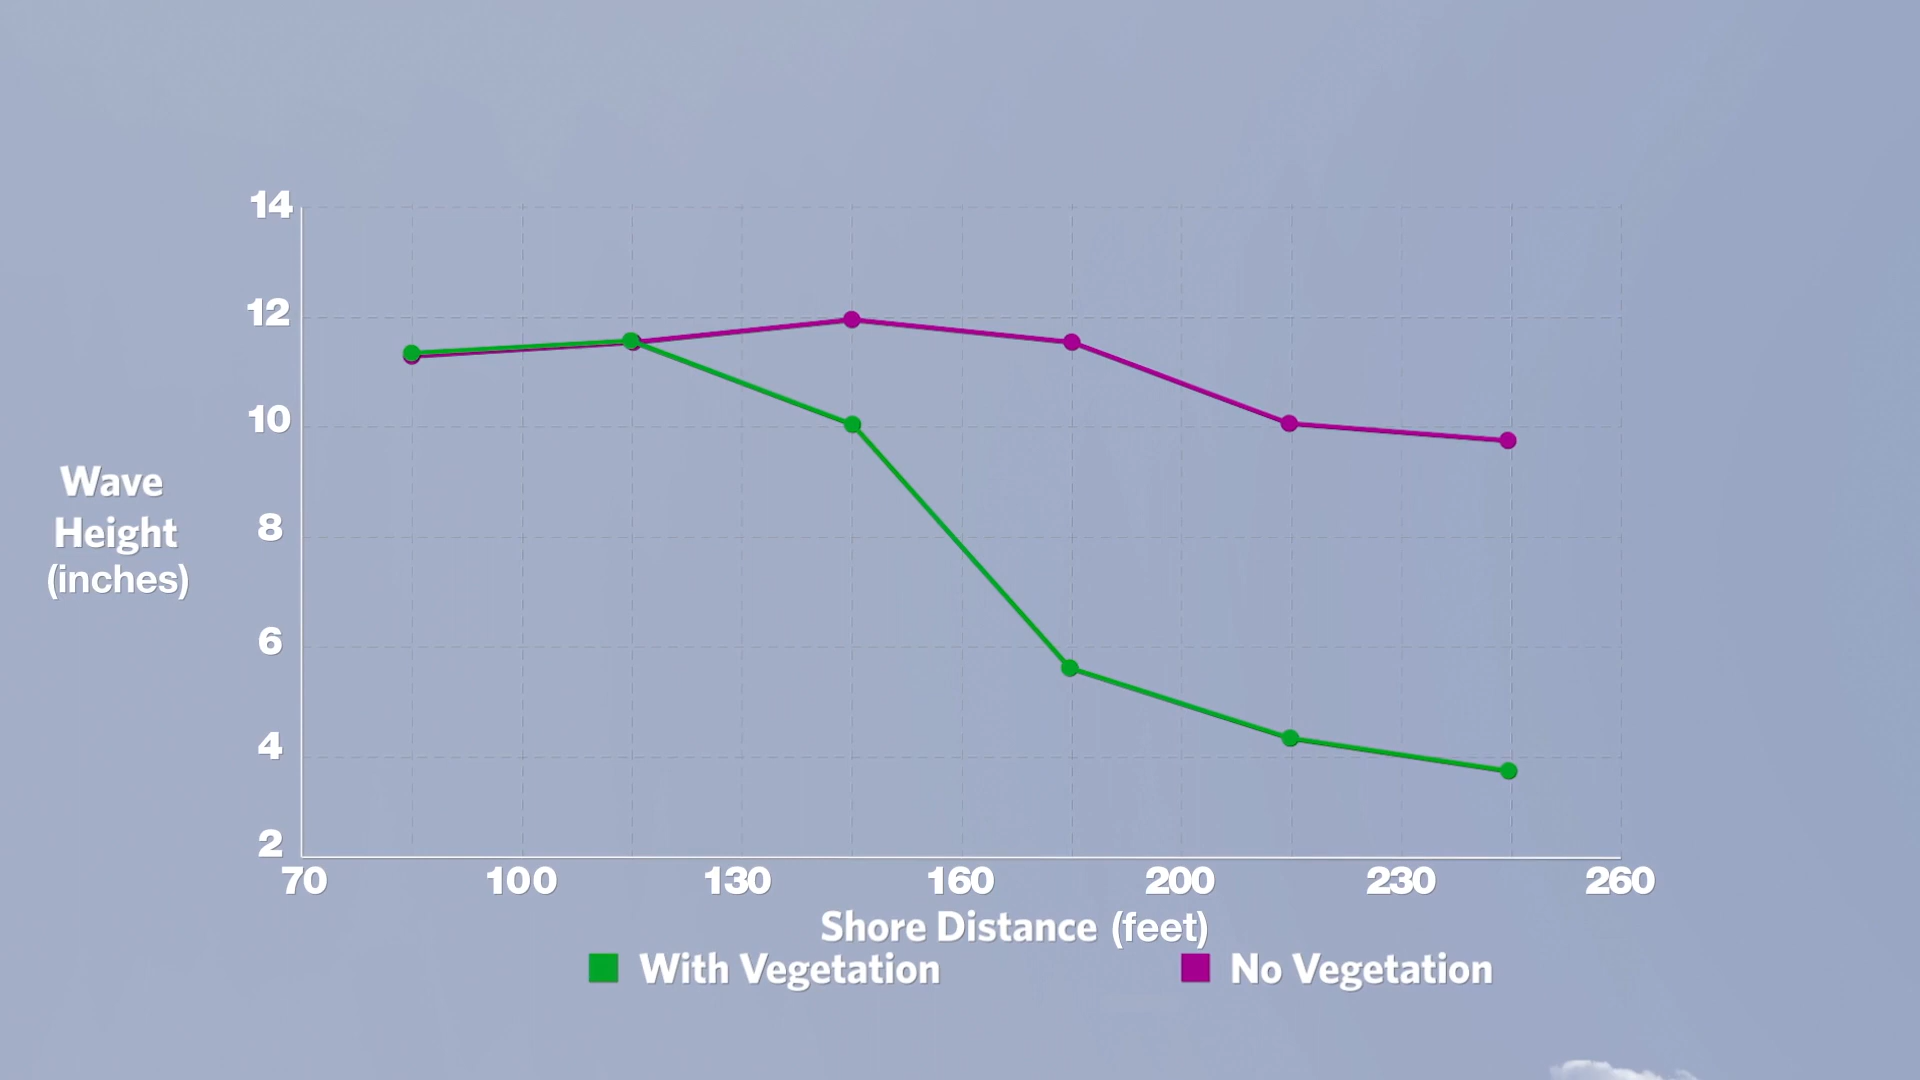 14
12
10
8
6
4
2
Wave
Height
(inches)
70 100 130 160 200 230 260
Shore Distance (feet)
With Vegetation No Vegetation